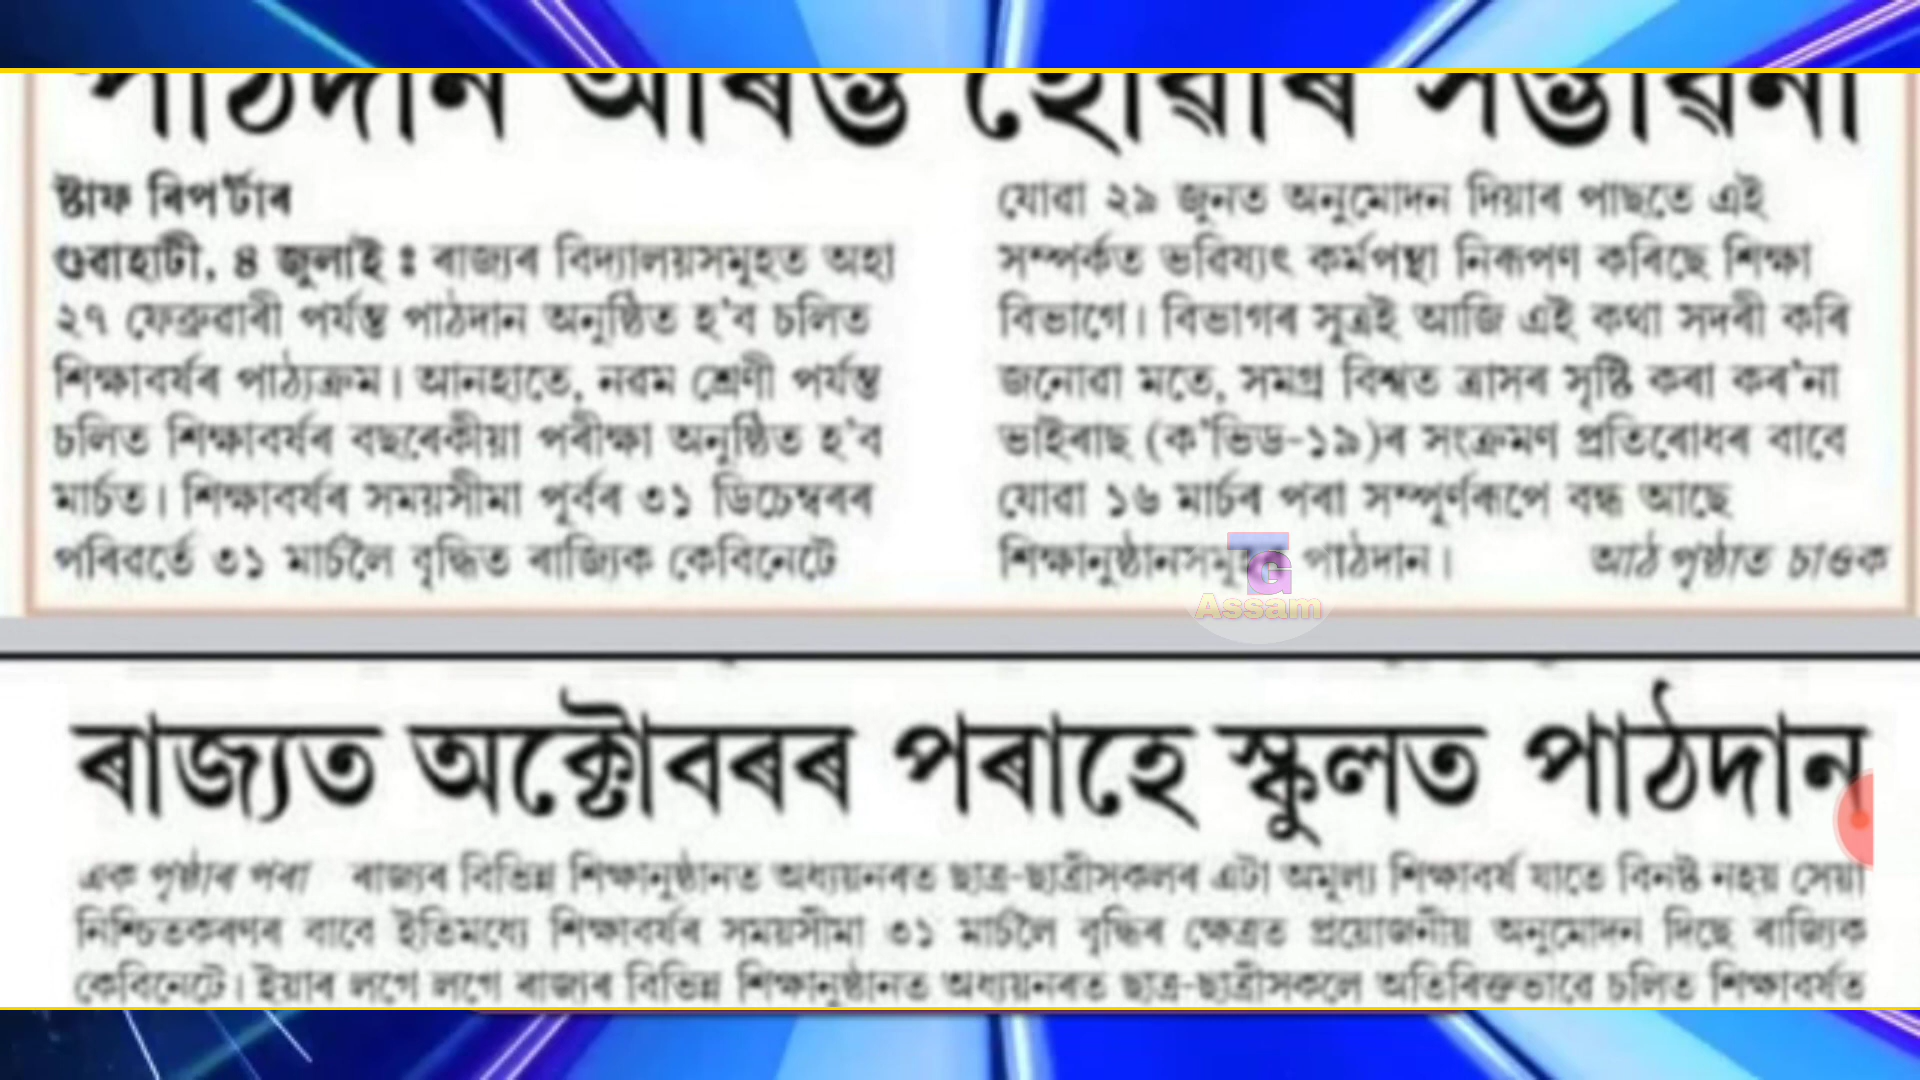 পাঠদান আৰম্ভ হোৱাৰ সম্ভাৱনা
ষ্টাফ ৰিপ'ৰ্টাৰ
গুৱাহাটী, ৪ জুলাই ঃ ৰাজ্যৰ বিদ্যালয়সমূহত অহা
২৭ ফেব্ৰুৱাৰী পৰ্যন্ত পাঠদান অনুষ্ঠিত হ'ব চলিত
শিক্ষাবৰ্ষৰ পাঠ্যক্ৰম। আনহাতে, নৱম শ্ৰেণী পৰ্যন্ত
চলিত শিক্ষাবৰ্ষৰ বছৰেকীয়া পৰীক্ষা অনুষ্ঠিত হ'ব
মাৰ্চত। শিক্ষাবৰ্ষৰ সময়সীমা পূৰ্বৰ ৩১ ডিচেম্বৰৰ
পৰিবৰ্তে ৩১ মাৰ্চলৈ বৃদ্ধিত ৰাজ্যিক কেবিনেটে
যোৱা ২৯ জুনত অনুমোদন দিয়াৰ পাছতে এই
সম্পৰ্কত ভৱিষ্যৎ কৰ্মপন্থা নিৰূপণ কৰিছে শিক্ষা
বিভাগে। বিভাগৰ সূত্ৰই আজি এই কথা সদৰী কৰি
জনোৱা মতে, সমগ্ৰ বিশ্বত ত্ৰাসৰ সৃষ্টি কৰা কৰ'না
ভাইৰাছ (ক'ভিড-১৯)ৰ সংক্ৰমণ প্ৰতিৰোধৰ বাবে
যোৱা ১৬ মাৰ্চৰ পৰা সম্পূৰ্ণৰূপে বন্ধ আছে
শিক্ষানুষ্ঠানসমূহত পাঠদান। আঠ পৃষ্ঠাত চাওক
TG
Assam
ৰাজ্যত অক্টোবৰৰ পৰাহে স্কুলত পাঠদান
এক পৃষ্ঠাৰ পৰা ৰাজ্যৰ বিভিন্ন শিক্ষানুষ্ঠানত অধ্যয়নৰত ছাত্ৰ-ছাত্ৰীসকলৰ এটা অমূল্য শিক্ষাবৰ্ষ যাতে বিনষ্ট নহয় সেয়া
নিশ্চিতকৰণৰ বাবে ইতিমধ্যে শিক্ষাবৰ্ষৰ সময়সীমা ৩১ মাৰ্চলৈ বৃদ্ধিৰ ক্ষেত্ৰত প্ৰয়োজনীয় অনুমোদন দিছে ৰাজ্যিক
কেবিনেটে। ইয়াৰ লগে লগে ৰাজ্যৰ বিভিন্ন শিক্ষানুষ্ঠানত অধ্যয়নৰত ছাত্ৰ-ছাত্ৰীসকলে অতিৰিক্তভাৱে চলিত শিক্ষাবৰ্ষত